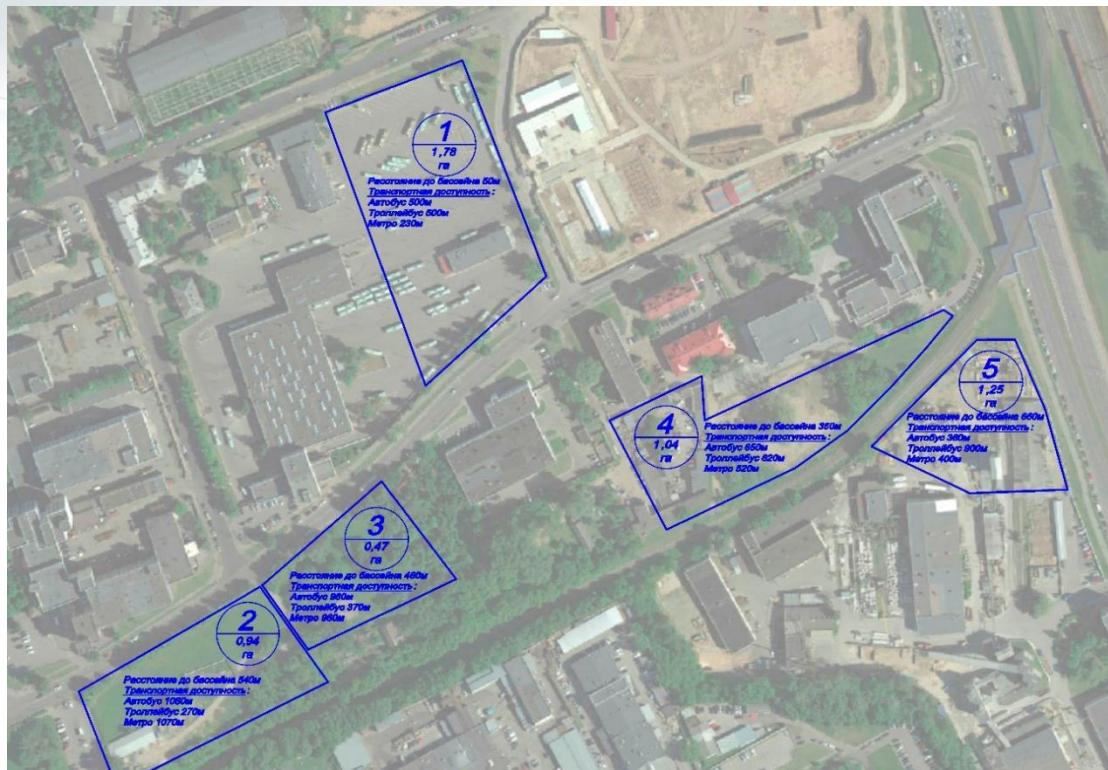 1
1,78
га
Расстояние до бассейна 50м
Транспортная доступность:
Автобус 500м
Троллейбус 500м
Метро 230м
2
0,94
га
Расстояние до бассейна 540м
Транспортная доступность:
Автобус 1080м
Троллейбус 270м
Метро 1070м
3
0,47
га
Расстояние до бассейна 460м
Транспортная доступность:
Автобус 980м
Троллейбус 370м
Метро 960м
4
1,04
га
Расстояние до бассейна 350м
Транспортная доступность:
Автобус 650м
Троллейбус 820м
Метро 520м
5
1,25
га
Расстояние до бассейна 660м
Транспортная доступность:
Автобус 360м
Троллейбус 900м
Метро 400м